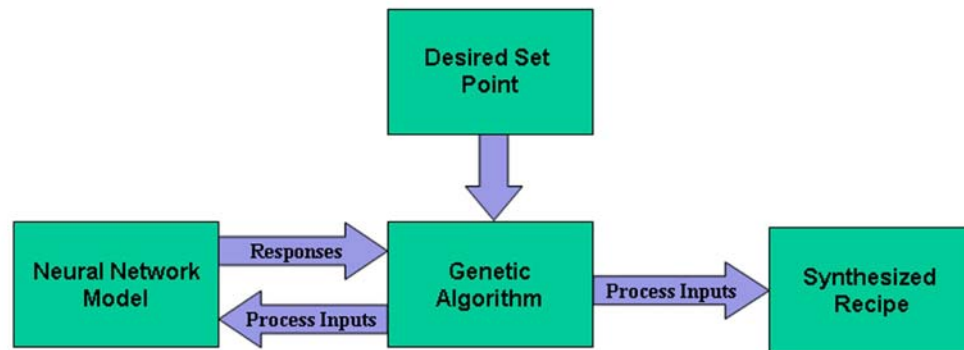 Desired Set
Point
Neural Network
Model
Responses
Process Inputs
Genetic
Algorithm
Process Inputs
Synthesized
Recipe